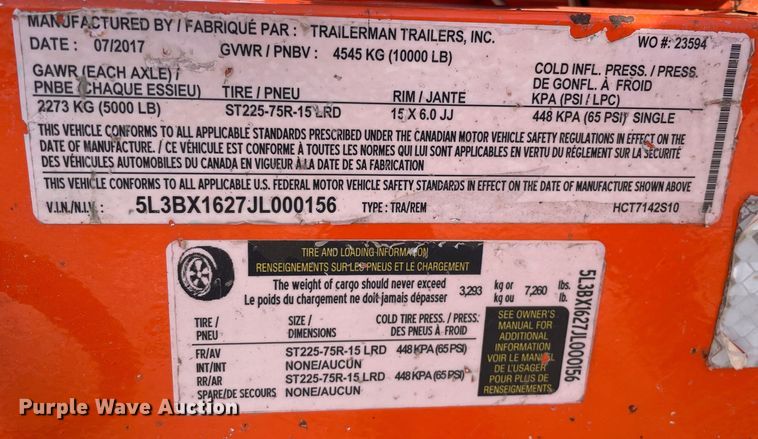 MANUFACTURED BY / FABRIQUÉ PAR : TRAILERMAN TRAILERS, INC.
DATE : 07/2017 GVWR / PNBV : 4545 KG (10000 LB) WO #: 23594
GAWR (EACH AXLE) / PNBE (CHAQUE ESSIEU) TIRE / PNEU RIM / JANTE COLD INFL. PRESS. / PRESS. DE GONFL. À FROID KPA (PSI / LPC)
2273 KG (5000 LB) ST225-75R-15 LRD 15 X 6.0 JJ 448 KPA (65 PSI) SINGLE
THIS VEHICLE CONFORMS TO ALL APPLICABLE STANDARDS PRESCRIBED UNDER THE CANADIAN MOTOR VEHICLE SAFETY REGULATIONS IN EFFECT ON THE
DATE OF MANUFACTURE. / CE VÉHICULE EST CONFORME À TOUTES LES NORMES QUI LUI SONT APPLICABLES EN VERTU DU RÈGLEMENT SUR LA SÉCURITÉ
DES VÉHICULES AUTOMOBILES DU CANADA EN VIGUEUR À LA DATE DE SA FABRICATION
THIS VEHICLE CONFORMS TO ALL APPLICABLE U.S. FEDERAL MOTOR VEHICLE SAFETY STANDARDS IN EFFECT ON THE DATE OF MANUFACTURE SHOWN ABOVE
V.I.N./N.I.V.: 5L3BX1627JL000156 TYPE : TRA/REM HCT7142S10
TIRE AND LOADING INFORMATION
RENSEIGNEMENTS SUR LES PNEUS ET LE CHARGEMENT
The weight of cargo should never exceed
Le poids du chargement ne doit jamais dépasser 3,293 kg or / kg ou 7,260 lbs. / lb.
TIRE / PNEU SIZE / DIMENSIONS COLD TIRE PRESS. / PRESS. DES PNEUS À FROID
FR/AV ST225-75R-15 LRD 448 KPA (65 PSI)
INT/INT NONE/AUCUN
RR/AR ST225-75R-15 LRD 448 KPA (65 PSI)
SPARE/DE SECOURS NONE/AUCUN
SEE OWNER'S
MANUAL FOR
ADDITIONAL
INFORMATION
VOIR LE MANUEL
DE L'USAGER
POUR PLUS DE
RENSEIGNEMENTS
5L3BX1627JL000156
Purple Wave Auction